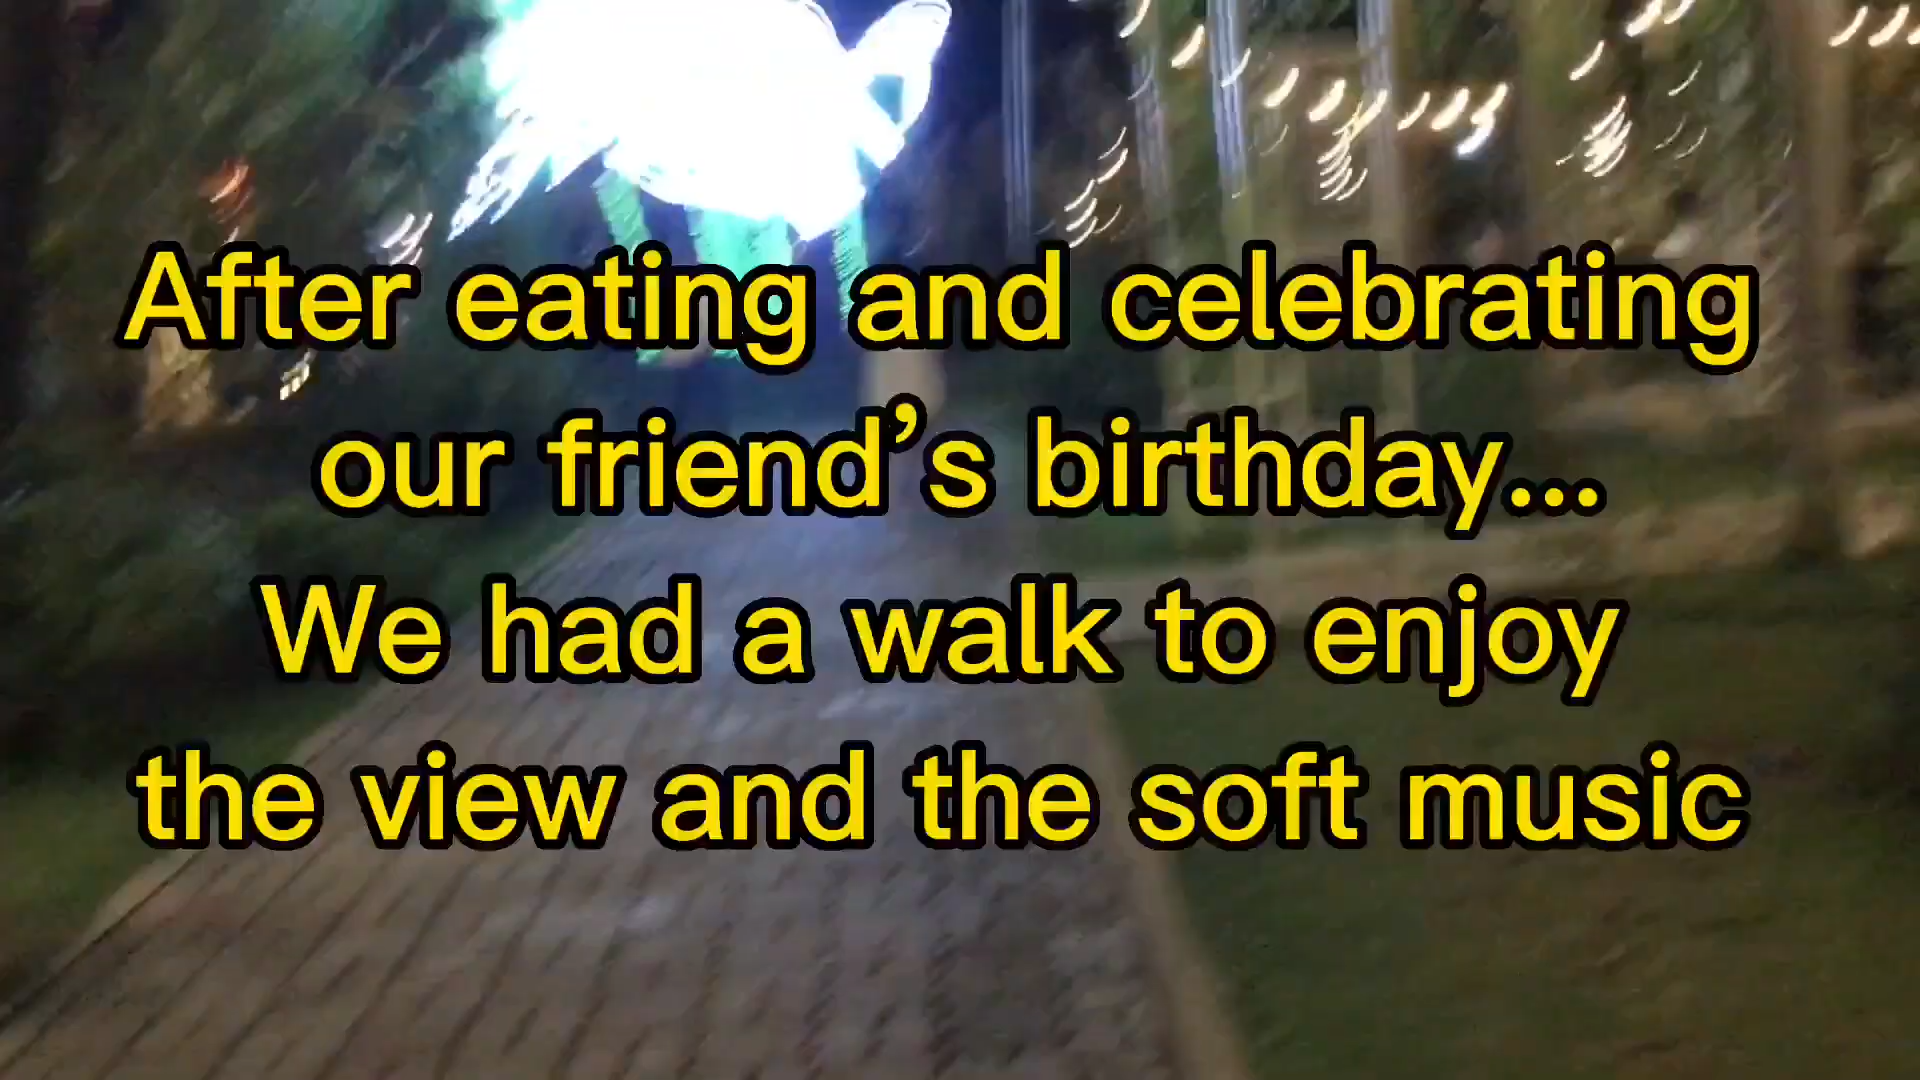 After eating and celebrating
our friend’s birthday...
We had a walk to enjoy
the view and the soft music